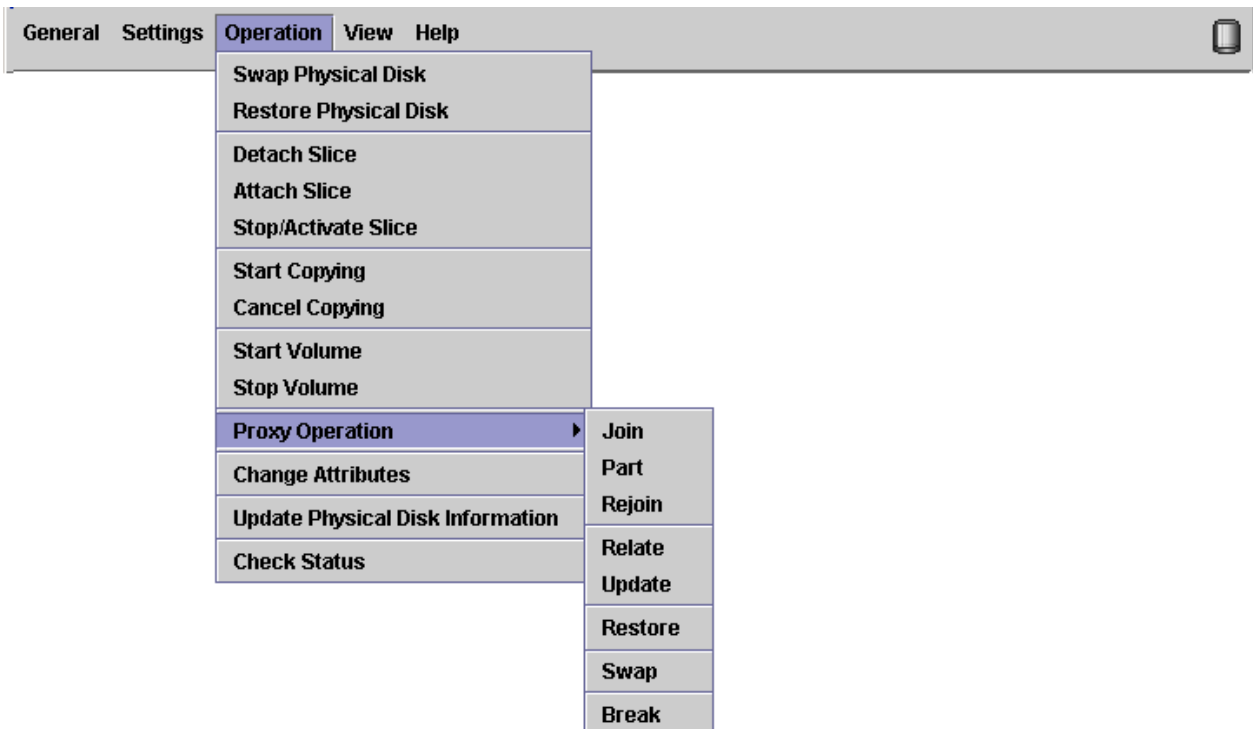 General Settings Operation View Help
Swap Physical Disk
Restore Physical Disk
Detach Slice
Attach Slice
Stop/Activate Slice
Start Copying
Cancel Copying
Start Volume
Stop Volume
Proxy Operation
Change Attributes
Update Physical Disk Information
Check Status
Join
Part
Rejoin
Relate
Update
Restore
Swap
Break